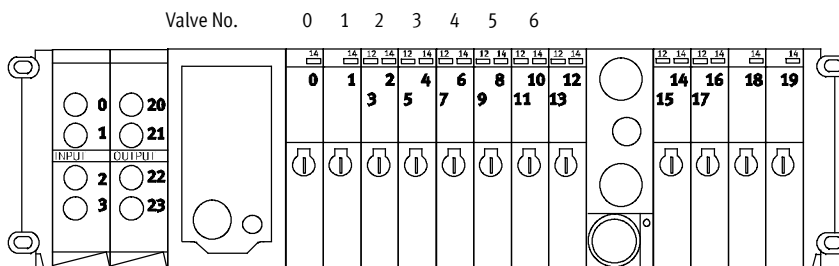 Valve No. 0 1 2 3 4 5 6
14 14 12 14 12 14 12 14 12 14 12 14 12 14 12 14 12 14 14 14
0 20 0 1 2 4 6 8 10 12 14 16 18 19
3 5 7 9 11 13 15 17
1 21
INPUT OUTPUT
2 22
3 23